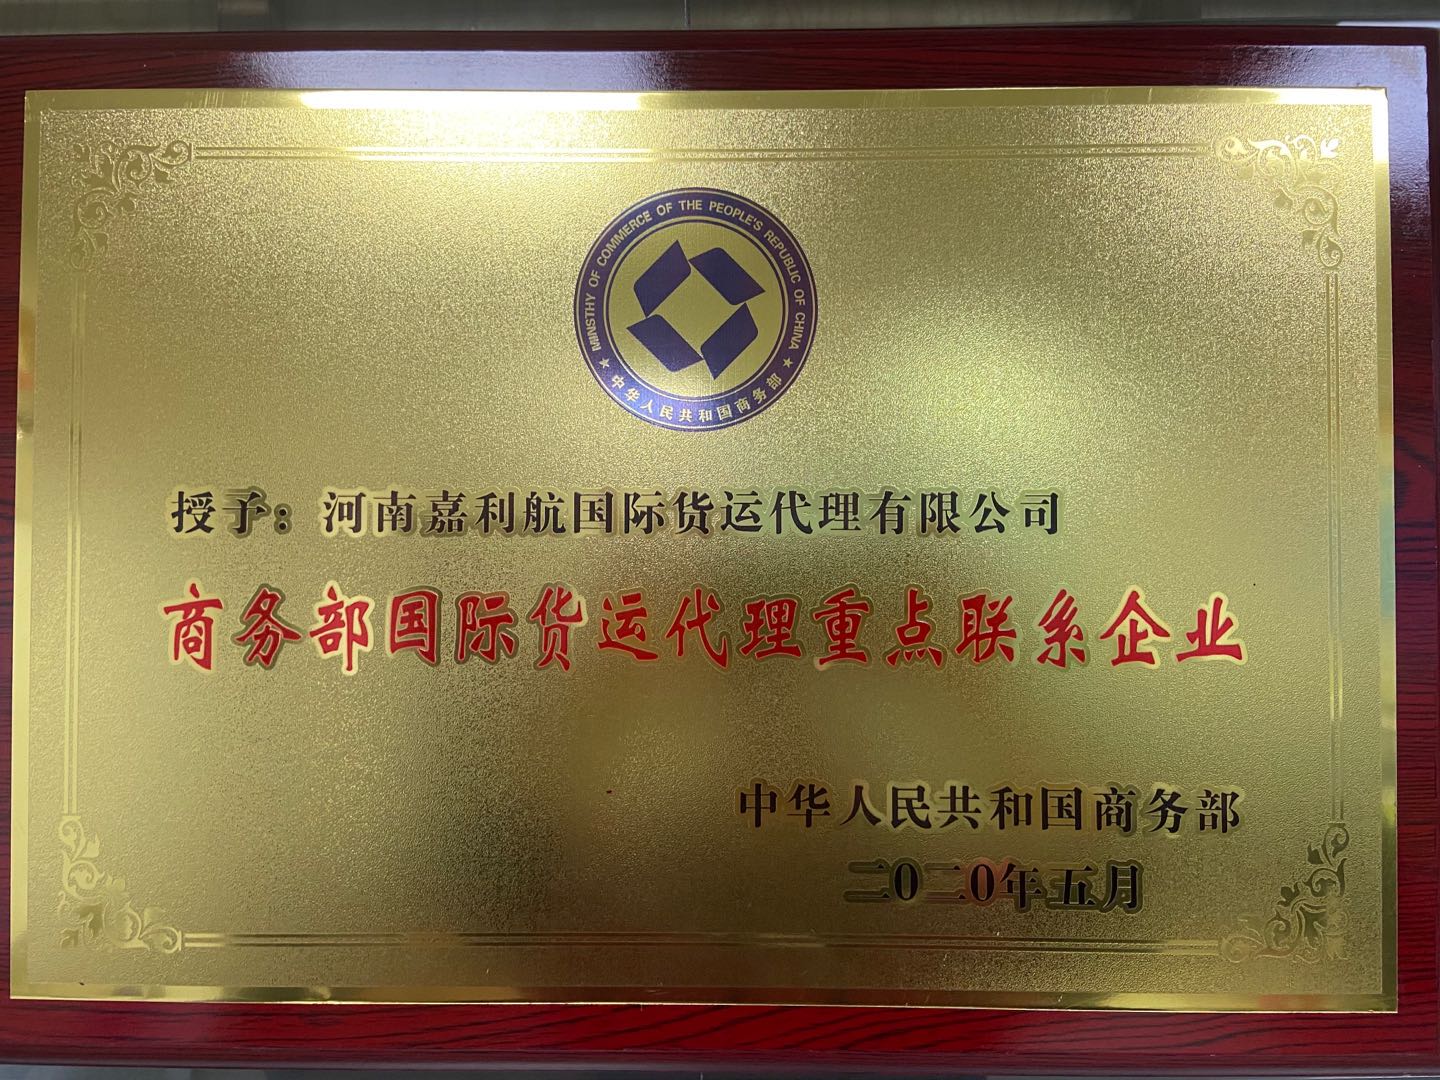 MINSTHY OF COMMERCE OF THE PEOPLE'S REPUBLIC OF CHINA
★中华人民共和国商务部★
授予：河南嘉利航国际货运代理有限公司
商务部国际货运代理重点联系企业
中华人民共和国商务部
二0二0年五月